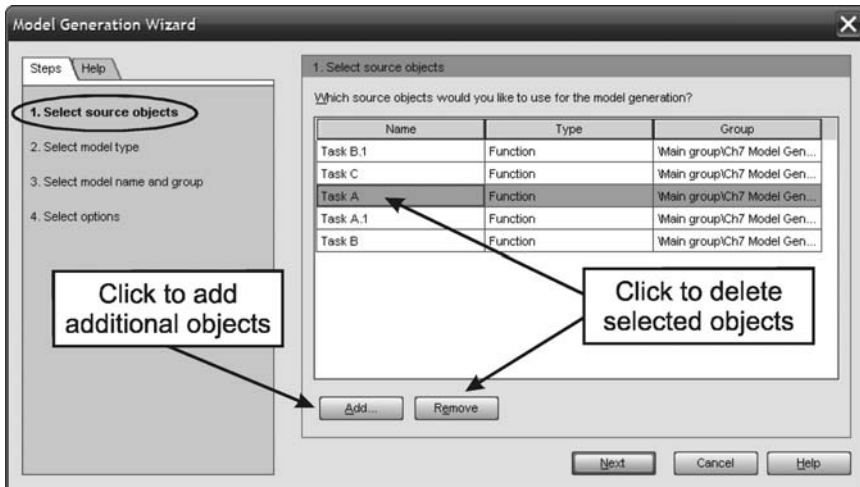 Model Generation Wizard
Steps Help
1. Select source objects
2. Select model type
3. Select model name and group
4. Select options
1. Select source objects
Which source objects would you like to use for the model generation?
Name Type Group
Task B.1 Function \Main group\Ch7 Model Gen...
Task C Function \Main group\Ch7 Model Gen...
Task A Function \Main group\Ch7 Model Gen...
Task A.1 Function \Main group\Ch7 Model Gen...
Task B Function \Main group\Ch7 Model Gen...
Click to add
additional objects
Click to delete
selected objects
Add... Remove
Next Cancel Help